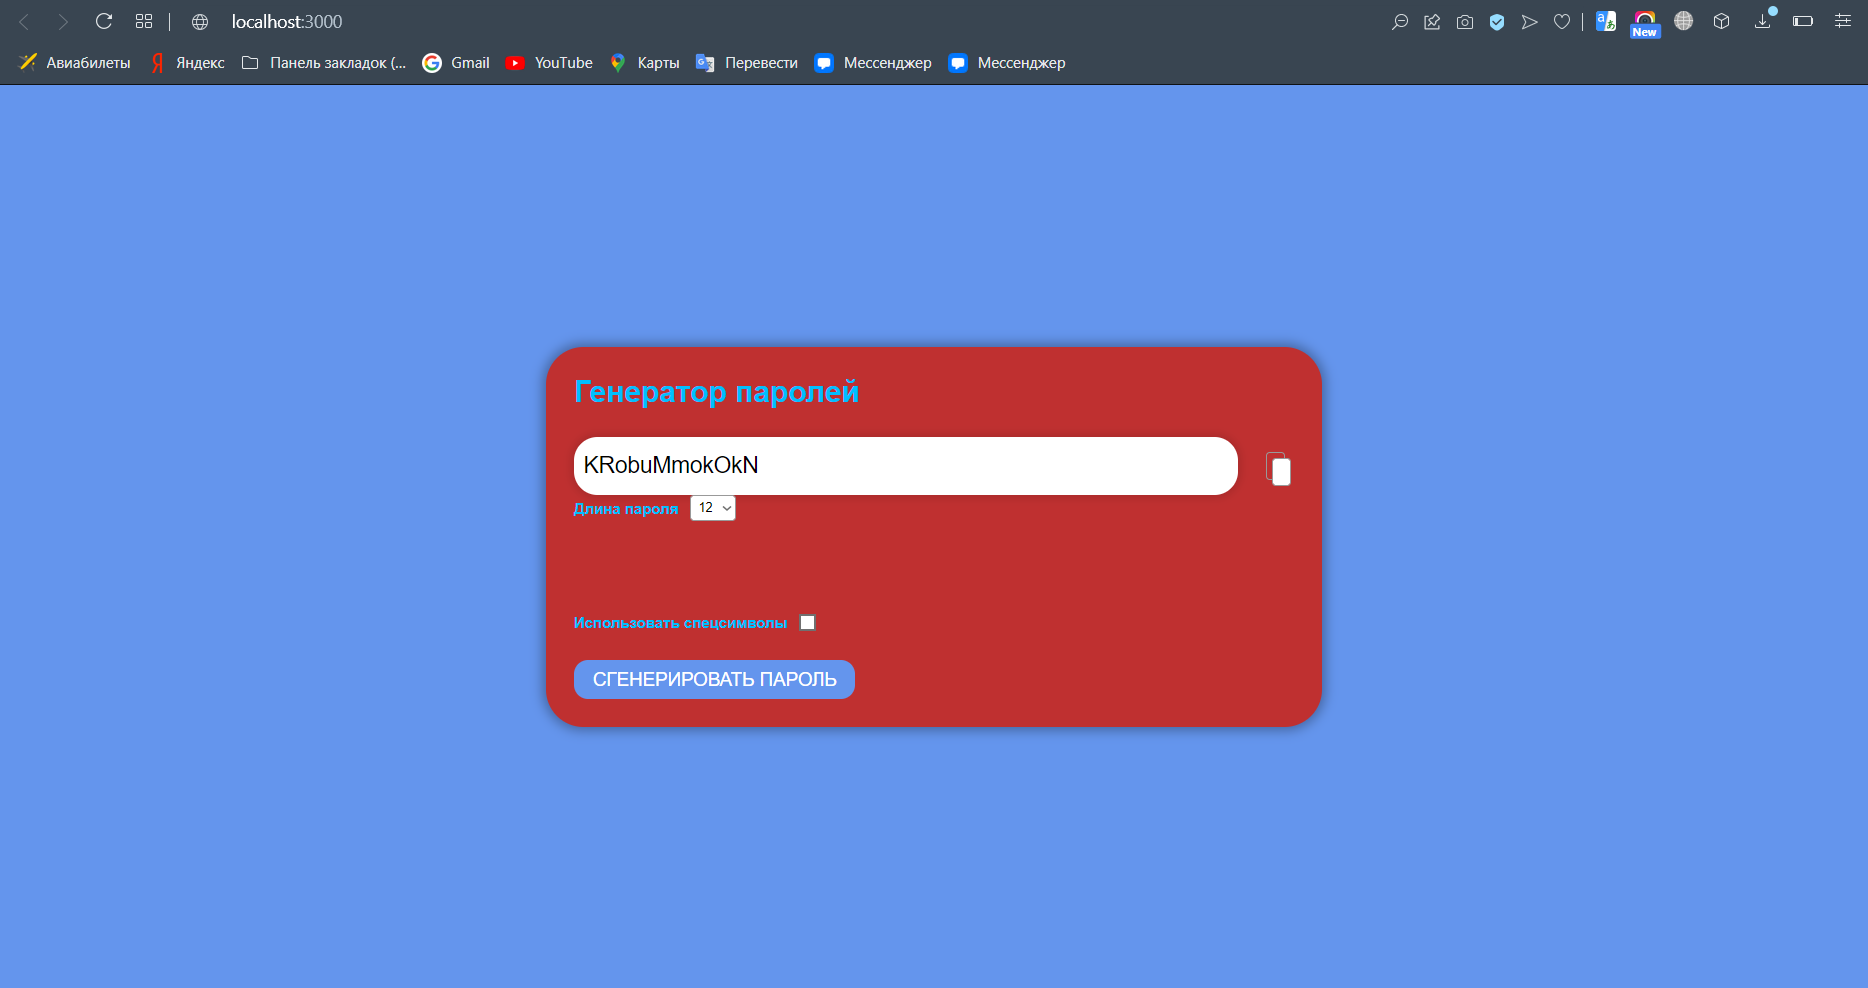 localhost:3000
New
Авиабилеты Яндекс Панель закладок (... Gmail YouTube Карты Перевести Мессенджер Мессенджер
Генератор паролей
KRobuMmokOkN
Длина пароля 12
Использовать спецсимволы
СГЕНЕРИРОВАТЬ ПАРОЛЬ